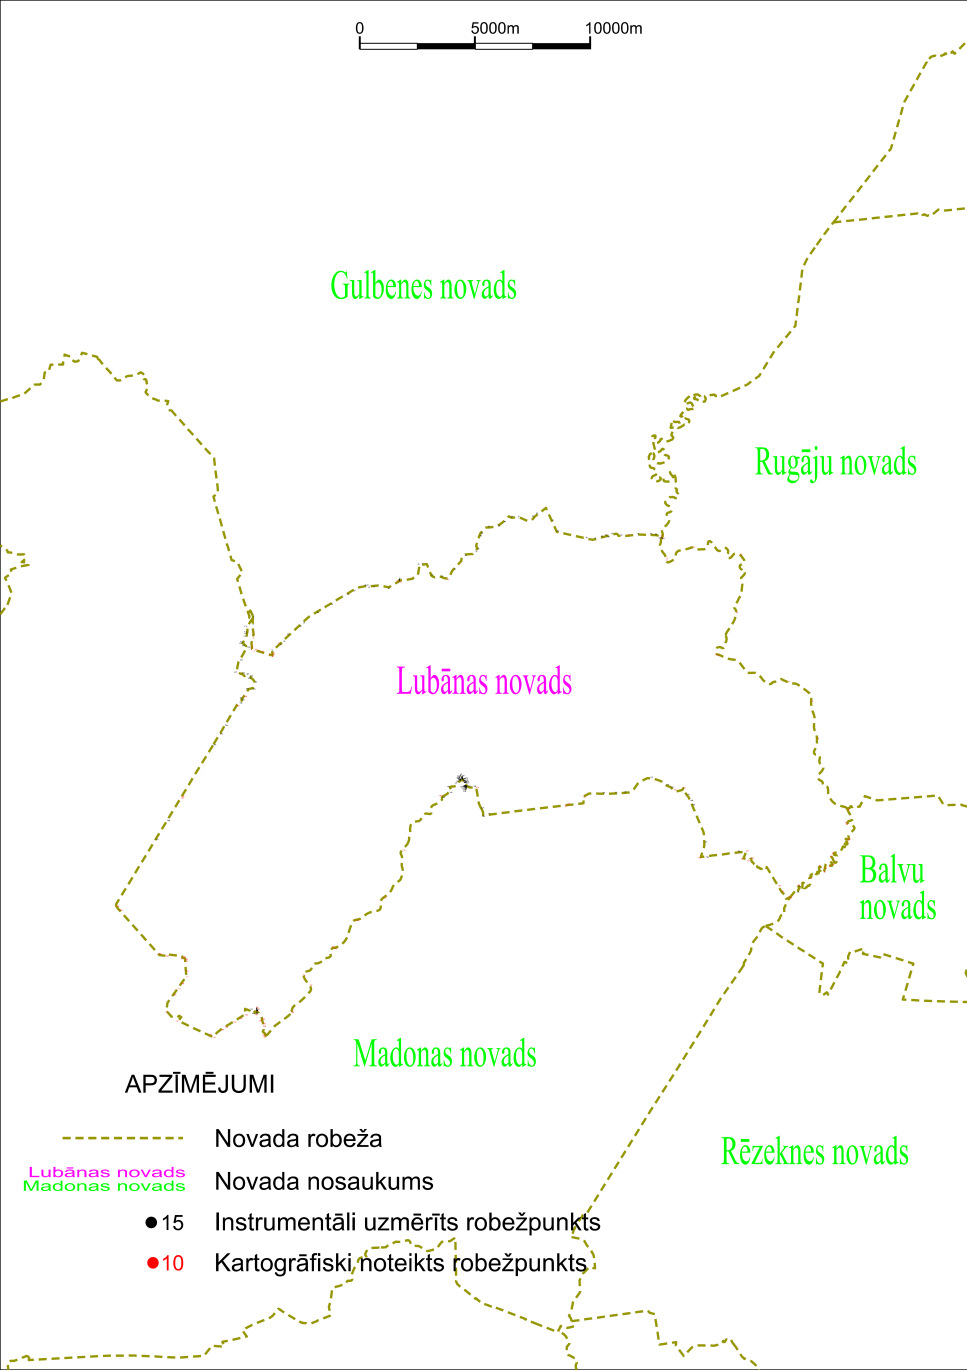 0 5000m 10000m
Gulbenes novads
Rugāju novads
Lubānas novads
Balvu
novads
Madonas novads
Rēzeknes novads
APZĪMĒJUMI
Novada robeža
Lubānas novads
Madonas novads
Novada nosaukums
15 Instrumentāli uzmērīts robežpunkts
10 Kartogrāfiski noteikts robežpunkts